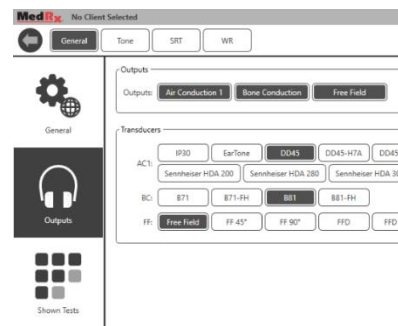 MedRx No Client Selected
General Tone SRT WR
Outputs
Outputs: Air Conduction 1 Bone Conduction Free Field
Transducers
AC1: IP30 EarTone DD45 DD45-H7A DD45
Sennheiser HDA 200 Sennheiser HDA 280 Sennheiser HDA 30
BC: B71 B71-FH B81 B81-FH
FF: Free Field FF 45° FF 90° FFD FFD
General
Outputs
Shown Tests